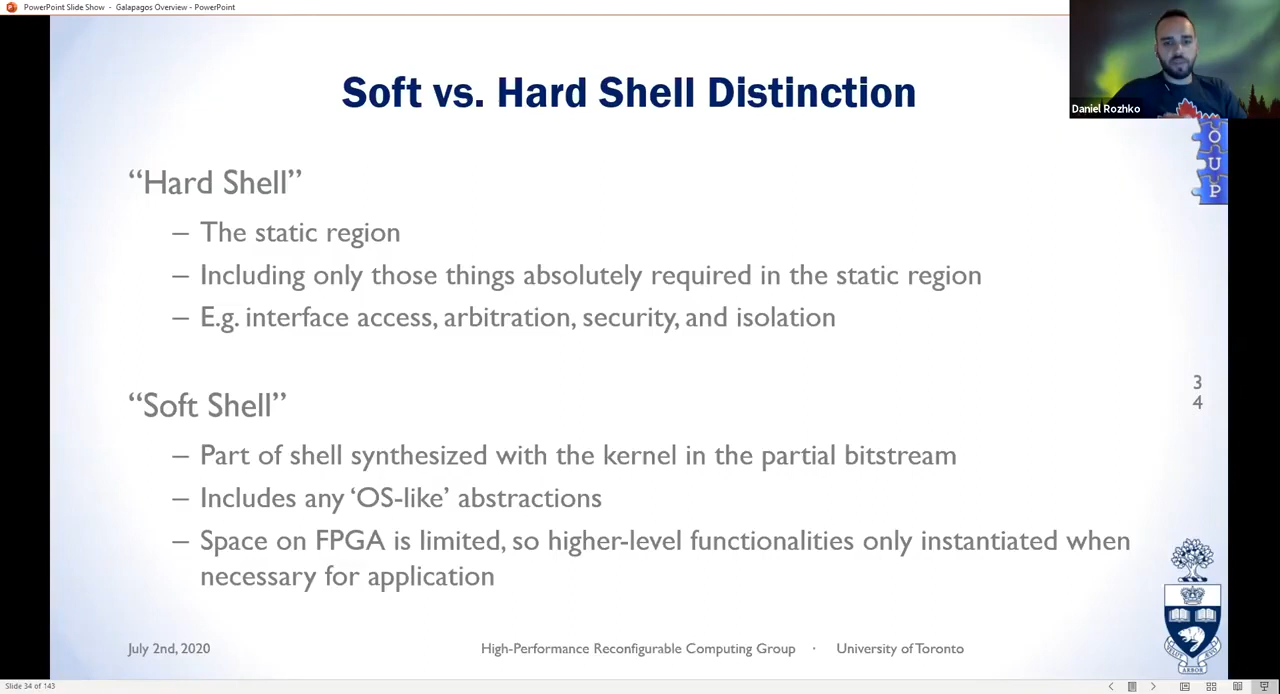 PowerPoint Slide Show - Galapagos Overview - PowerPoint
Soft vs. Hard Shell Distinction
Daniel Rozhko
O
U
P
“Hard Shell”
– The static region
– Including only those things absolutely required in the static region
– E.g. interface access, arbitration, security, and isolation
3
4
“Soft Shell”
– Part of shell synthesized with the kernel in the partial bitstream
– Includes any ‘OS-like’ abstractions
– Space on FPGA is limited, so higher-level functionalities only instantiated when
necessary for application
July 2nd, 2020
High-Performance Reconfigurable Computing Group · University of Toronto
ARBOR
Slide 34 of 143